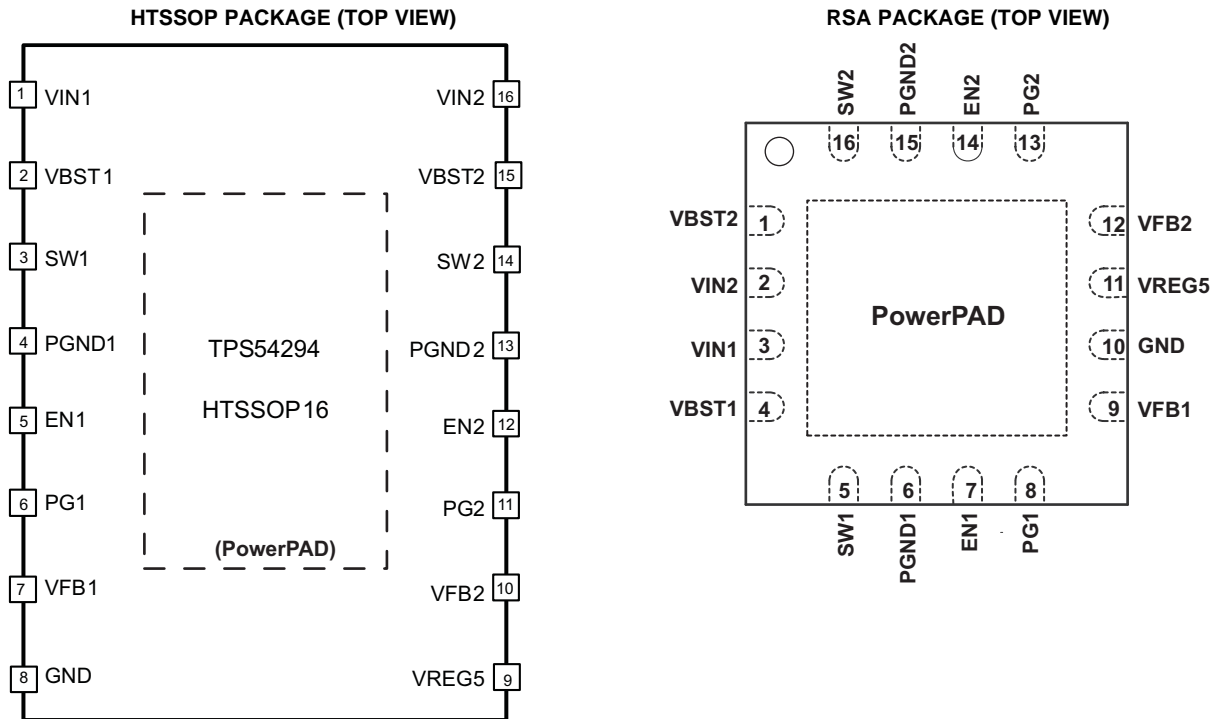 HTSSOP PACKAGE (TOP VIEW)
1 VIN1
VIN2 16
2 VBST1
VBST2 15
3 SW1
SW2 14
4 PGND1
PGND2 13
5 EN1
EN2 12
6 PG1
PG2 11
7 VFB1
VFB2 10
8 GND
VREG5 9
TPS54294
HTSSOP16
(PowerPAD)
RSA PACKAGE (TOP VIEW)
SW2
PGND2
EN2
PG2
16 15 14 13
VBST2 1
12 VFB2
VIN2 2
11 VREG5
VIN1 3
10 GND
VBST1 4
9 VFB1
PowerPAD
5 6 7 8
SW1
PGND1
EN1
PG1